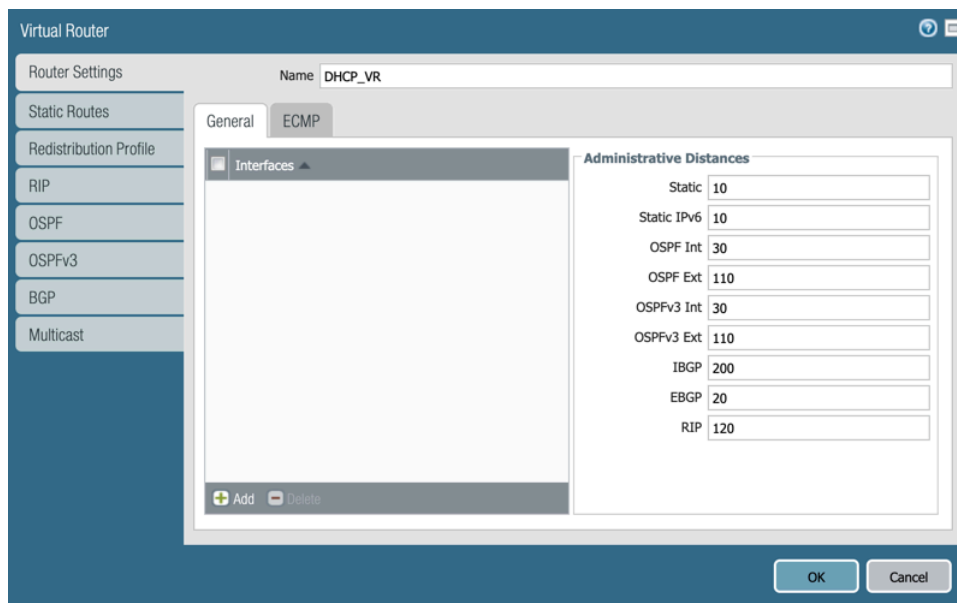 Virtual Router
Router Settings
Static Routes
Redistribution Profile
RIP
OSPF
OSPFv3
BGP
Multicast
Name DHCP_VR
General ECMP
Interfaces
Add Delete
Administrative Distances
Static 10
Static IPv6 10
OSPF Int 30
OSPF Ext 110
OSPFv3 Int 30
OSPFv3 Ext 110
IBGP 200
EBGP 20
RIP 120
OK Cancel